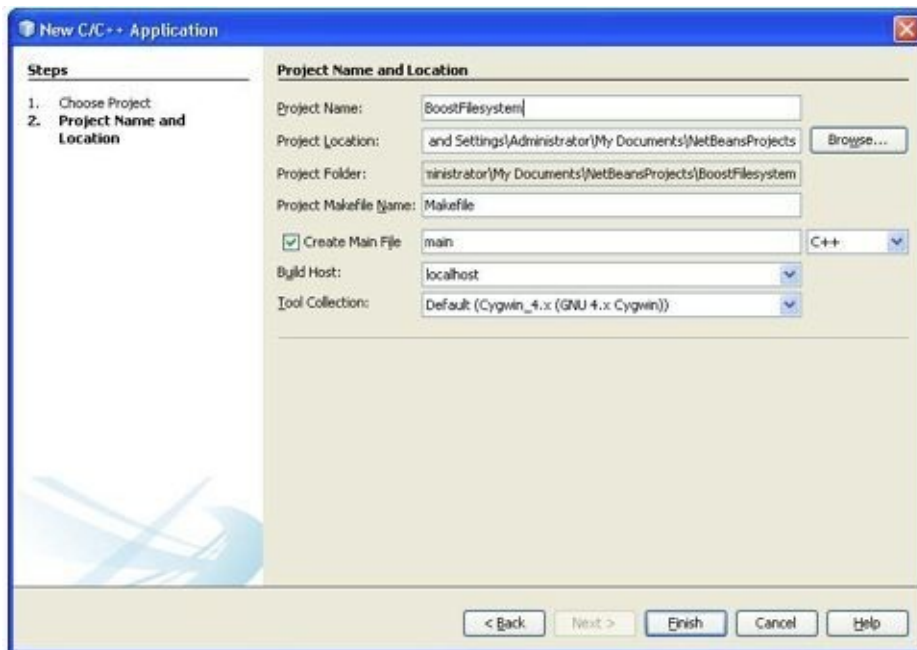 New C/C++ Application
Steps
1. Choose Project
2. Project Name and
Location
Project Name and Location
Project Name: BoostFilesystem
Project Location: and Settings\Administrator\My Documents\NetBeansProjects Browse...
Project Folder: ninistrator\My Documents\NetBeansProjects\BoostFilesystem
Project Makefile Name: Makefile
Create Main File main C++
Build Host: localhost
Tool Collection: Default (Cygwin_4.x (GNU 4.x Cygwin))
< Back Next > Finish Cancel Help